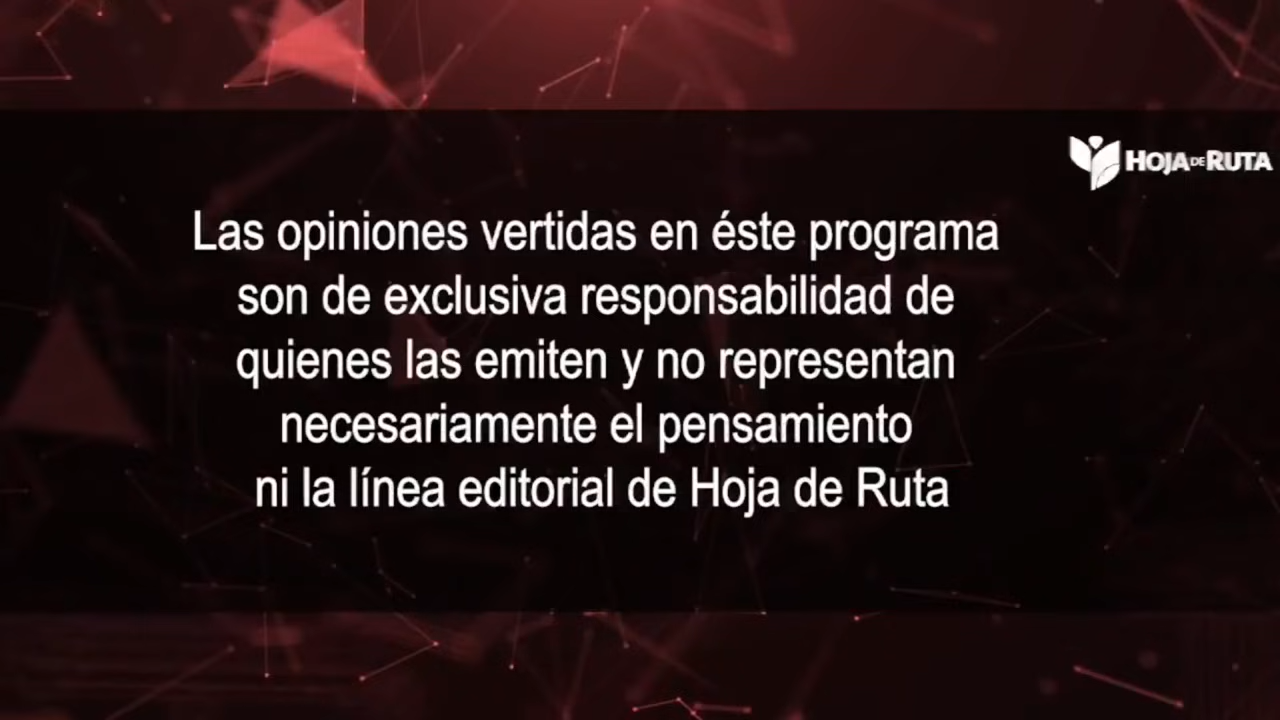 HOJA DE RUTA
Las opiniones vertidas en éste programa
son de exclusiva responsabilidad de
quienes las emiten y no representan
necesariamente el pensamiento
ni la línea editorial de Hoja de Ruta